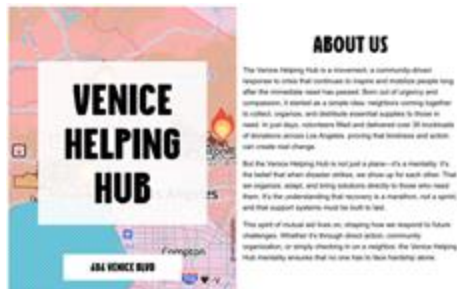 VENICE
HELPING
HUB
ES
Compton
606 VENICE BLVD
ABOUT US
The Venice Helping Hub is a movement, a community-driven
response to crisis that continues to inspire and mobilize people long
after the immediate need has passed. Born out of urgency and
compassion, it started as a simple idea: neighbors coming together
to collect, organize, and distribute essential supplies to those in
need. In just days, volunteers filled and delivered over 30 truckloads
of donations across Los Angeles, proving that kindness and action
can create real change.
But the Venice Helping Hub is not just a place—it's a mentality. It's
the belief that when disaster strikes, we show up for each other. That
we organize, adapt, and bring solutions directly to those who need
them. It's the understanding that recovery is a marathon, not a sprint,
and that support systems must be built to last.
This spirit of mutual aid lives on, shaping how we respond to future
challenges. Whether it's through direct action, community
organization, or simply checking in on a neighbor, the Venice Helping
Hub mentality ensures that no one has to face hardship alone.